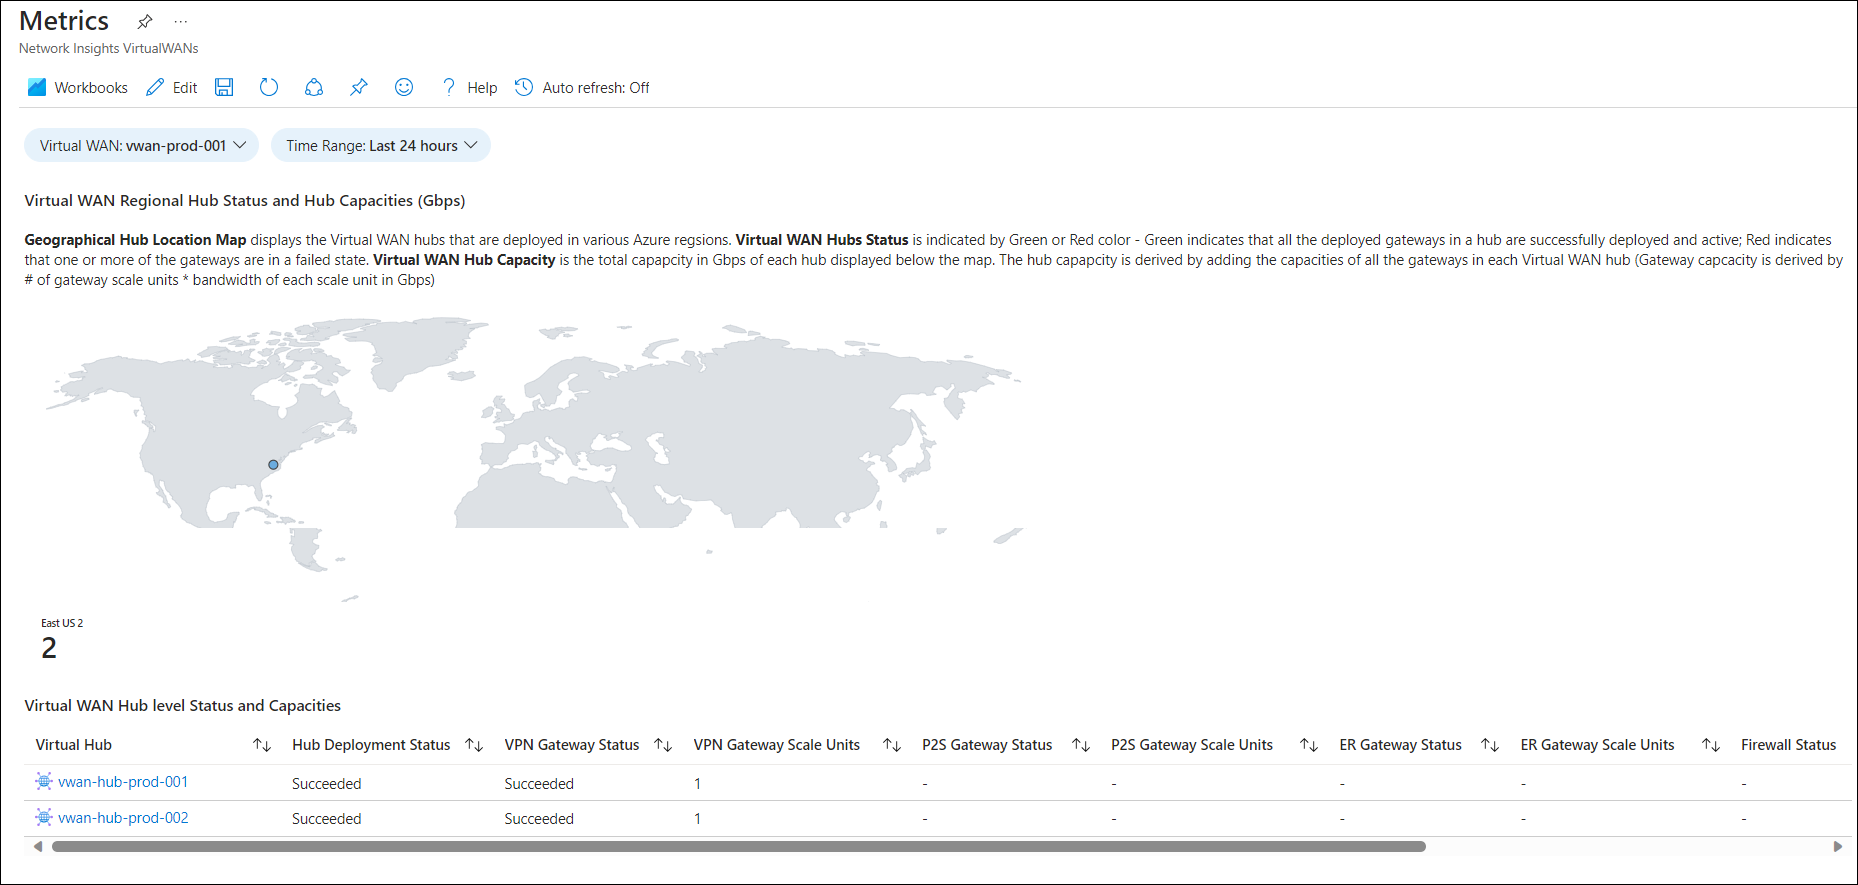 Metrics
Network Insights VirtualWANs
Workbooks Edit Help Auto refresh: Off
Virtual WAN: vwan-prod-001 Time Range: Last 24 hours
Virtual WAN Regional Hub Status and Hub Capacities (Gbps)
Geographical Hub Location Map displays the Virtual WAN hubs that are deployed in various Azure regsions. Virtual WAN Hubs Status is indicated by Green or Red color - Green indicates that all the deployed gateways in a hub are successfully deployed and active; Red indicates
that one or more of the gateways are in a failed state. Virtual WAN Hub Capacity is the total capapcity in Gbps of each hub displayed below the map. The hub capapcity is derived by adding the capacities of all the gateways in each Virtual WAN hub (Gateway capcacity is derived by
# of gateway scale units * bandwidth of each scale unit in Gbps)
East US 2
2
Virtual WAN Hub level Status and Capacities
Virtual Hub Hub Deployment Status VPN Gateway Status VPN Gateway Scale Units P2S Gateway Status P2S Gateway Scale Units ER Gateway Status ER Gateway Scale Units Firewall Status
vwan-hub-prod-001 Succeeded Succeeded 1 - - - - -
vwan-hub-prod-002 Succeeded Succeeded 1 - - - - -